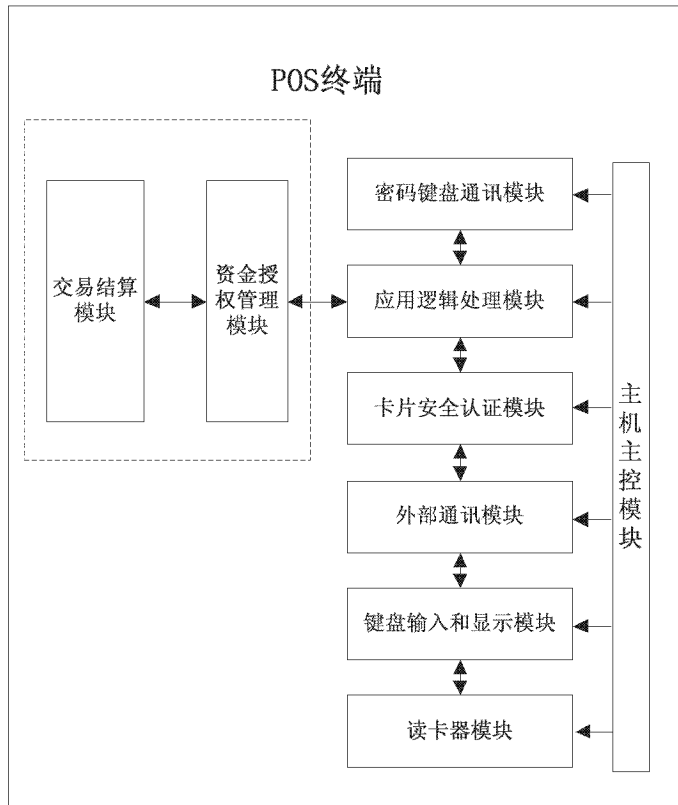 POS终端
交易结算
模块
资金授
权管理
模块
密码键盘通讯模块
应用逻辑处理模块
卡片安全认证模块
外部通讯模块
键盘输入和显示模块
读卡器模块
主
机
主
控
模
块